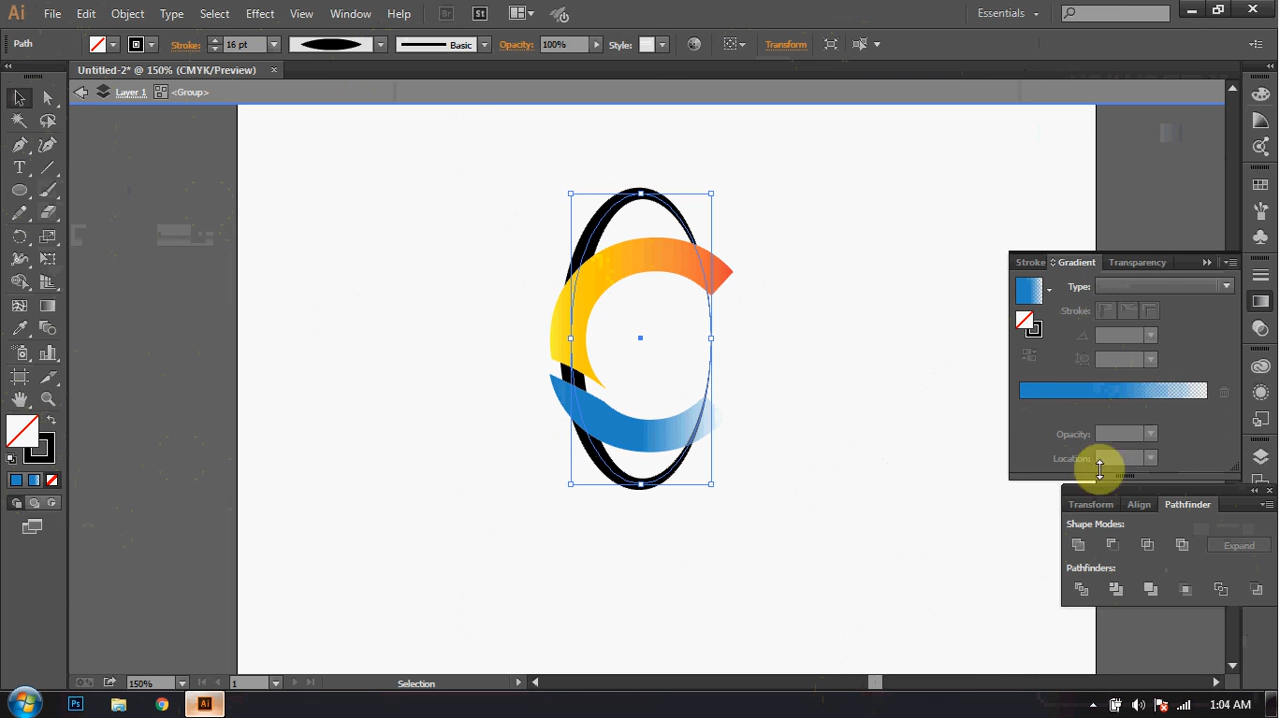 Ai File Edit Object Type Select Effect View Window Help Br St Essentials
Path Stroke: 16 pt Basic Opacity: 100% Style: Transform
Untitled-2* @ 150% (CMYK/Preview) ×
Layer 1 <Group>
Stroke Gradient Transparency
Type:
Stroke:
Opacity:
Location:
Transform Align Pathfinder
Shape Modes:
Expand
Pathfinders:
150% 1 Selection
Ps Ai 1:04 AM